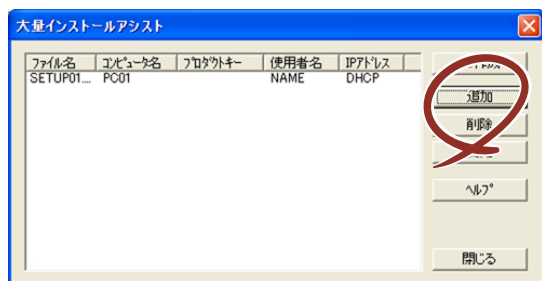 大量インストールアシスト
ファイル名 コンピュータ名 プロダクトキー 使用者名 IPアドレス
SETUP01... PC01 NAME DHCP
追加
削除
ヘルプ
閉じる